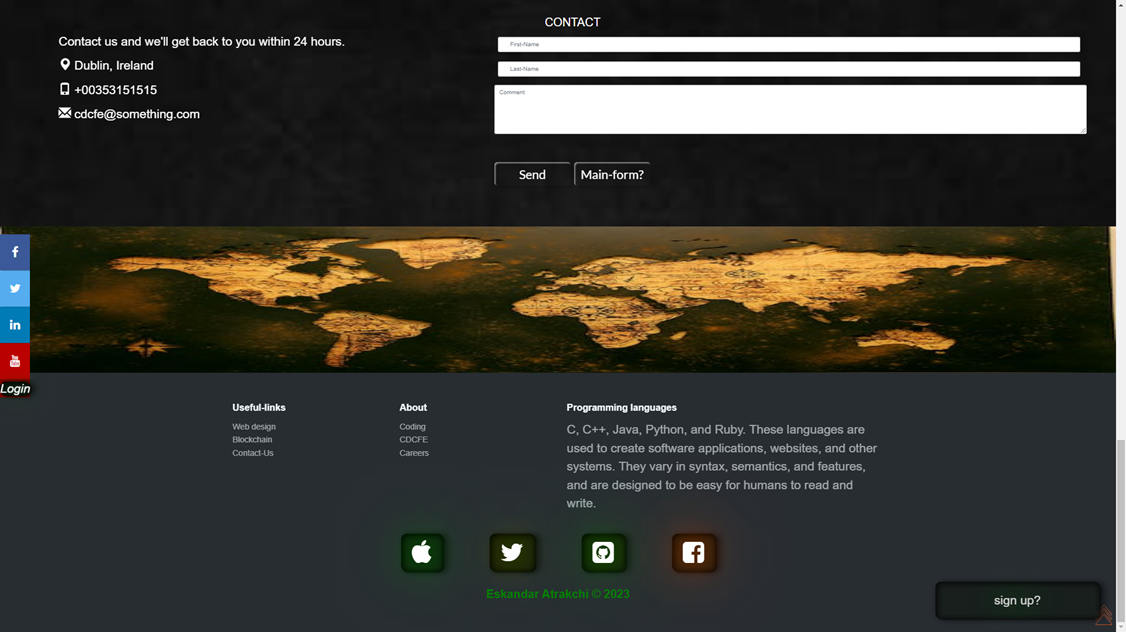 CONTACT
Contact us and we'll get back to you within 24 hours.
Dublin, Ireland
+00353151515
cdcfe@something.com
First-Name
Last-Name
Comment
Send
Main-form?
Login
Useful-links
Web design
Blockchain
Contact-Us
About
Coding
CDCFE
Careers
Programming languages
C, C++, Java, Python, and Ruby. These languages are
used to create software applications, websites, and other
systems. They vary in syntax, semantics, and features,
and are designed to be easy for humans to read and
write.
Eskandar Atrakchi © 2023
sign up?